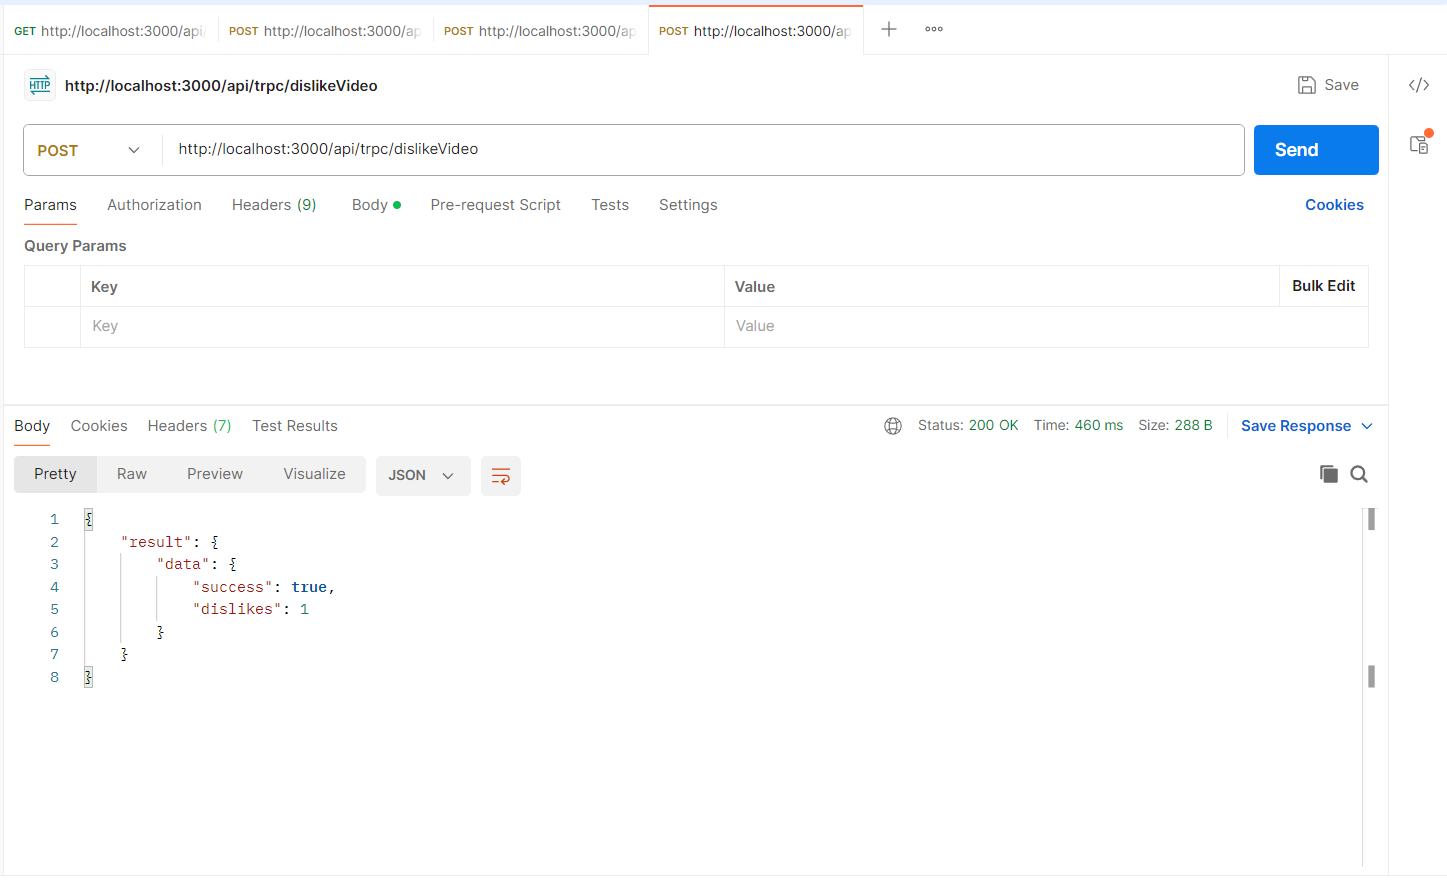 GET http://localhost:3000/api/ POST http://localhost:3000/ap POST http://localhost:3000/ap POST http://localhost:3000/ap
HTTP http://localhost:3000/api/trpc/dislikeVideo Save </>
POST http://localhost:3000/api/trpc/dislikeVideo Send
Params Authorization Headers (9) Body Pre-request Script Tests Settings Cookies
Query Params
Key Value Bulk Edit
Key Value
Body Cookies Headers (7) Test Results Status: 200 OK Time: 460 ms Size: 288 B Save Response
Pretty Raw Preview Visualize JSON
1 {
2 "result": {
3 "data": {
4 "success": true,
5 "dislikes": 1
6 }
7 }
8 }